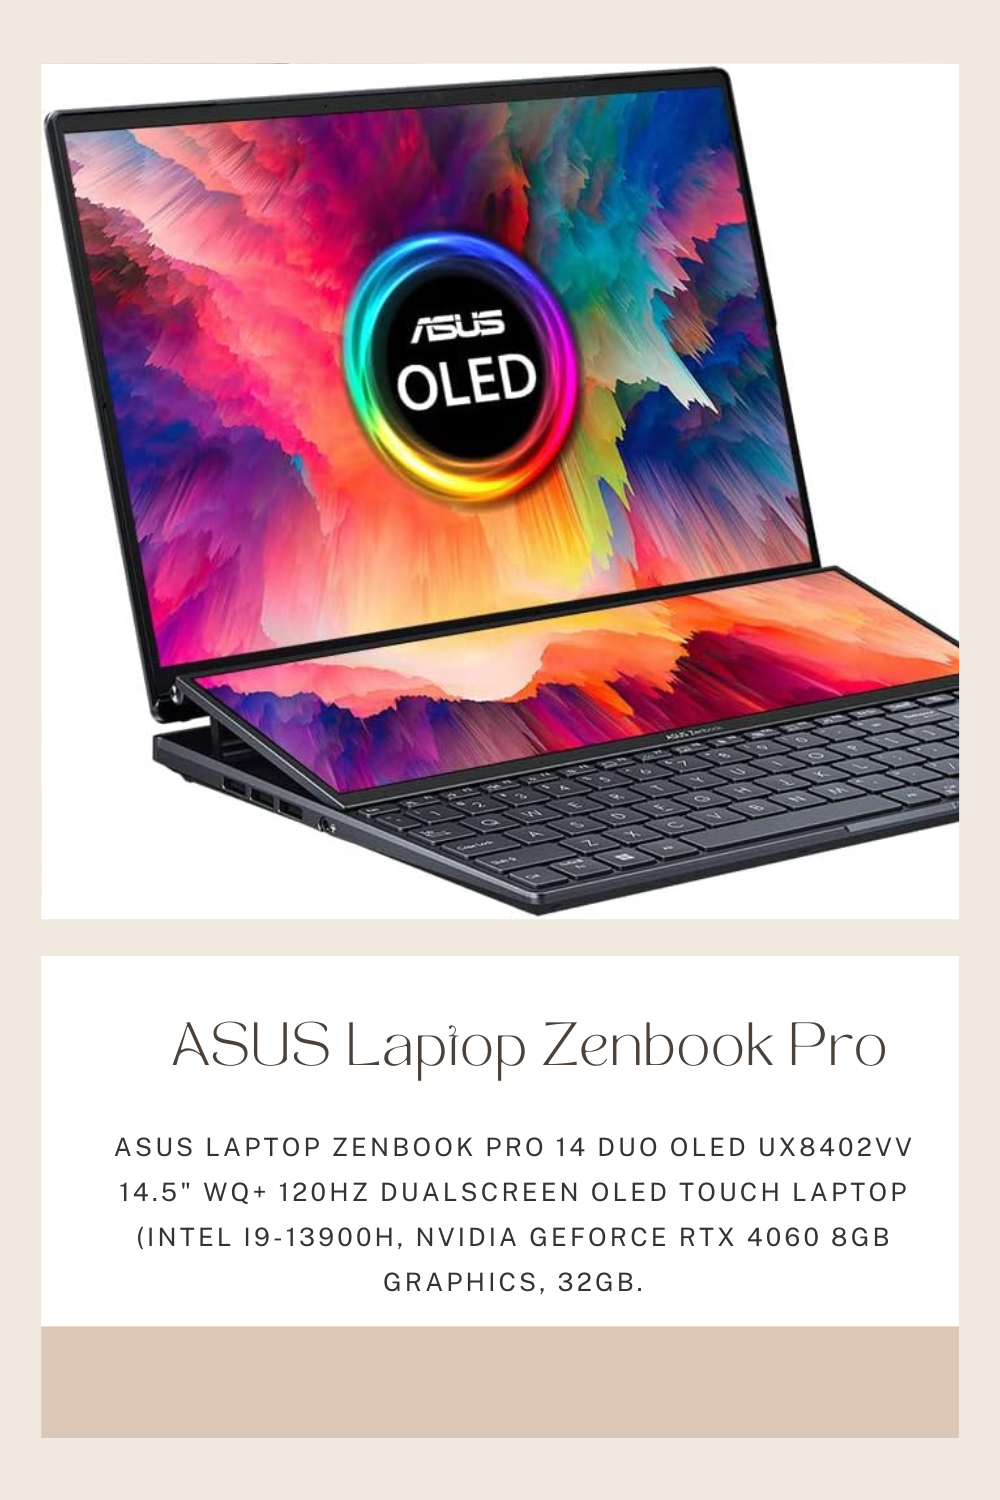 ASUS
OLED
ASUS Zenbook
ASUS Laptop Zenbook Pro
ASUS LAPTOP ZENBOOK PRO 14 DUO OLED UX8402VV
14.5" WQ+ 120HZ DUALSCREEN OLED TOUCH LAPTOP
(INTEL I9-13900H, NVIDIA GEFORCE RTX 4060 8GB
GRAPHICS, 32GB.